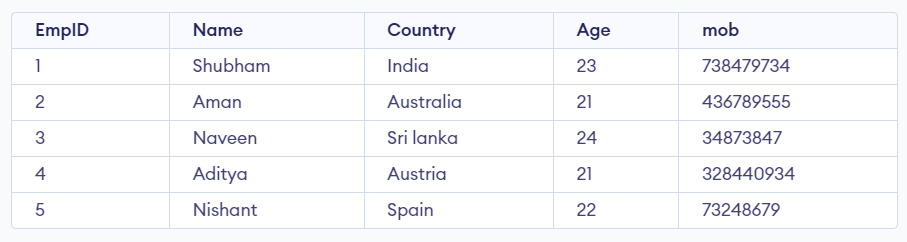 EmpID Name Country Age mob
1 Shubham India 23 738479734
2 Aman Australia 21 436789555
3 Naveen Sri lanka 24 34873847
4 Aditya Austria 21 328440934
5 Nishant Spain 22 73248679